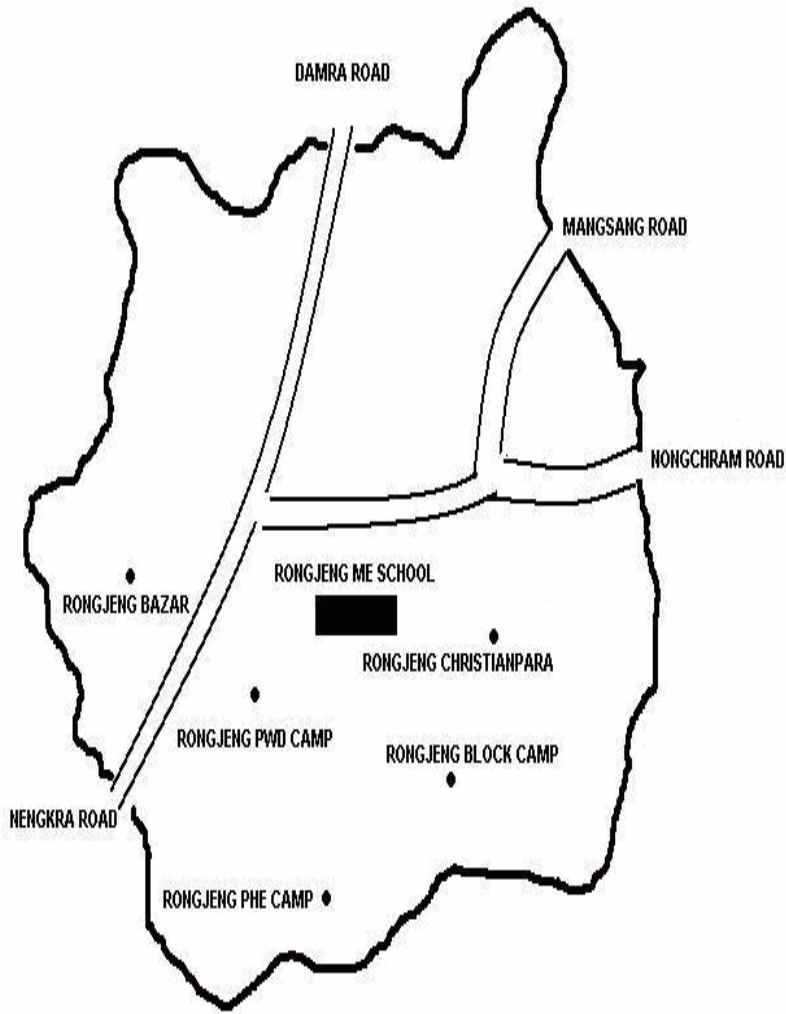 DAMRA ROAD
MANGSANG ROAD
NONGCHRAM ROAD
RONGJENG ME SCHOOL
RONGJENG BAZAR
RONGJENG CHRISTIANPARA
RONGJENG PWD CAMP
RONGJENG BLOCK CAMP
NENGKRA ROAD
RONGJENG PHE CAMP